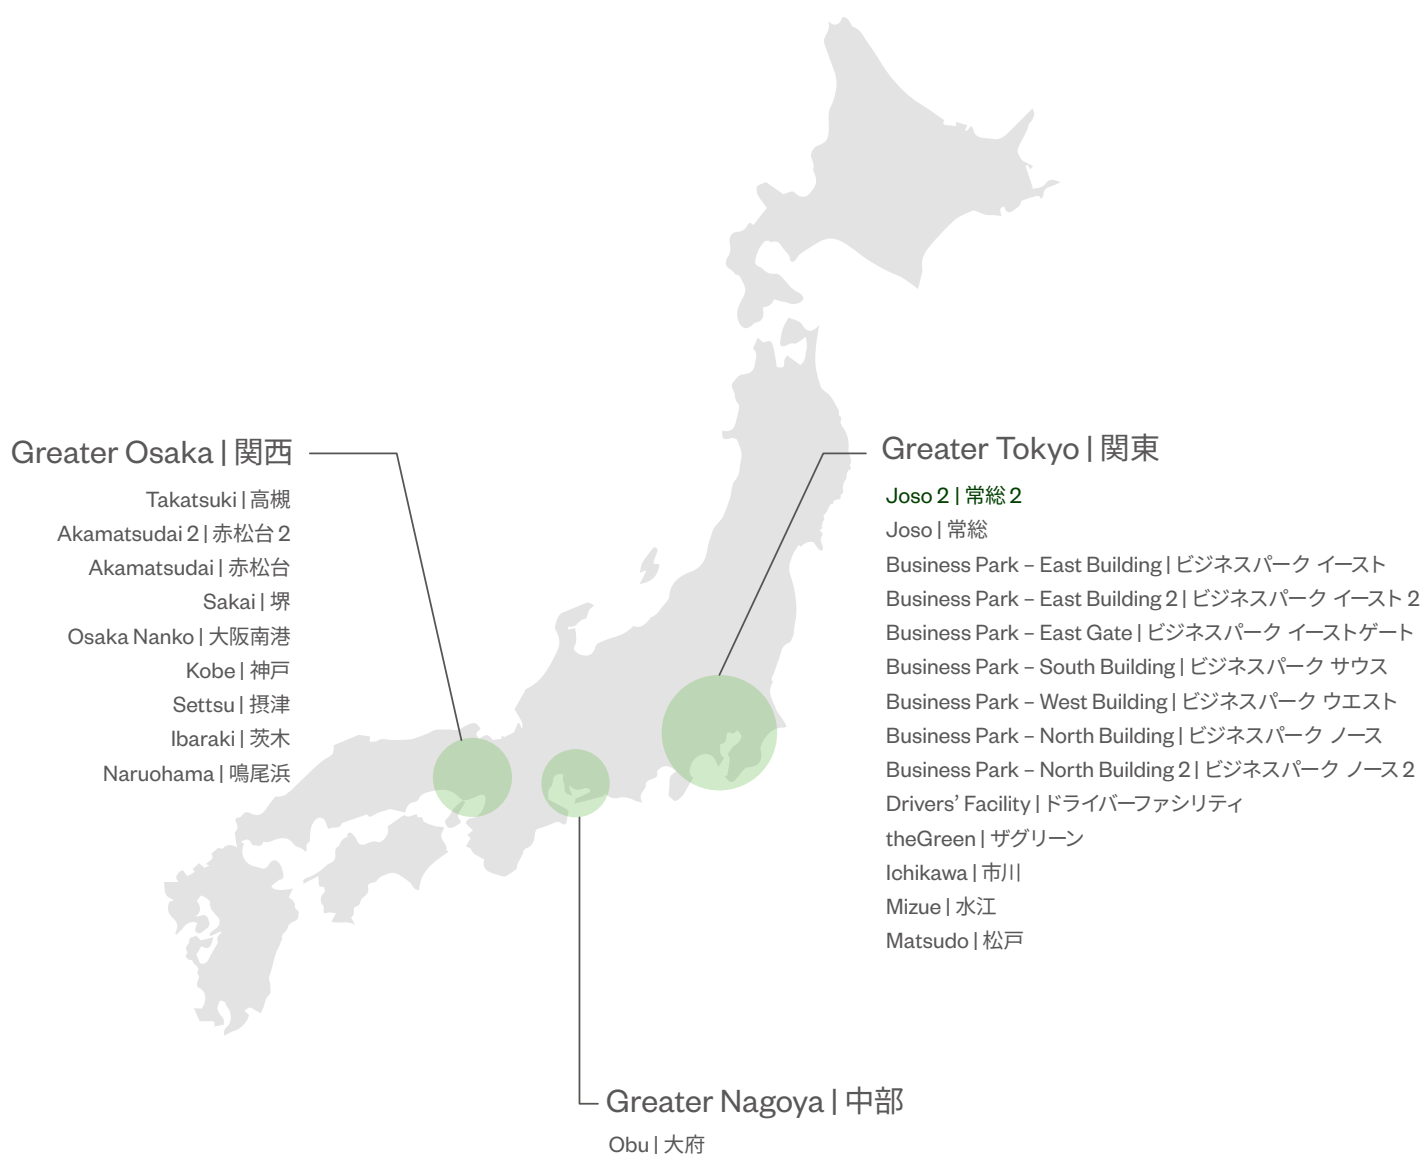 Greater Osaka | 関西
Takatsuki | 高槻
Akamatsudai 2 | 赤松台 2
Akamatsudai | 赤松台
Sakai | 堺
Osaka Nanko | 大阪南港
Kobe | 神戸
Settsu | 摂津
Ibaraki | 茨木
Naruohama | 鳴尾浜
Greater Tokyo | 関東
Joso 2 | 常総 2
Joso | 常総
Business Park – East Building | ビジネスパーク イースト
Business Park – East Building 2 | ビジネスパーク イースト 2
Business Park – East Gate | ビジネスパーク イーストゲート
Business Park – South Building | ビジネスパーク サウス
Business Park – West Building | ビジネスパーク ウエスト
Business Park – North Building | ビジネスパーク ノース
Business Park – North Building 2 | ビジネスパーク ノース 2
Drivers’ Facility | ドライバーファシリティ
theGreen | ザグリーン
Ichikawa | 市川
Mizue | 水江
Matsudo | 松戸
Greater Nagoya | 中部
Obu | 大府